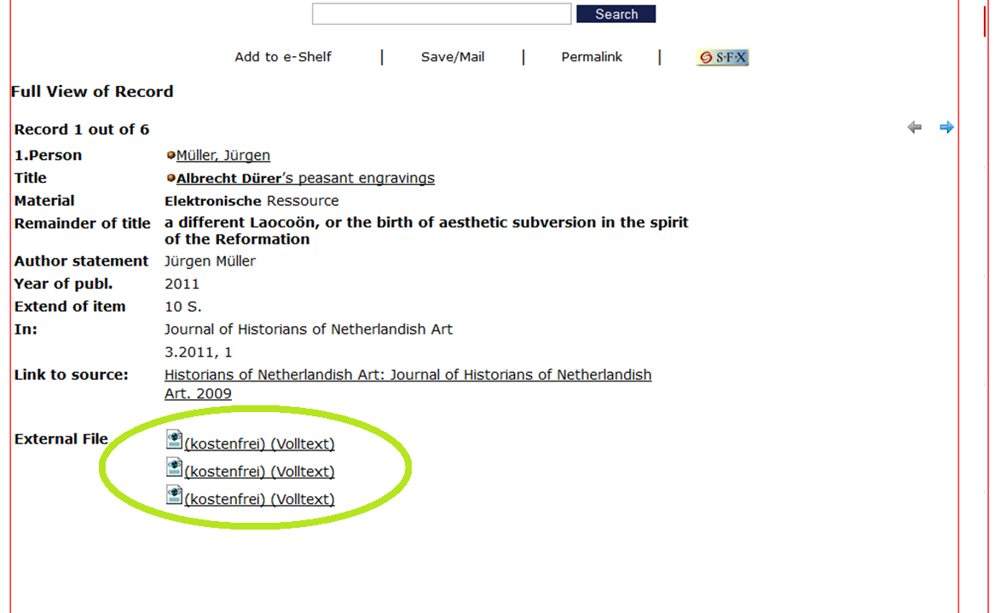 Search
Add to e-Shelf | Save/Mail | Permalink | S·F·X
Full View of Record
Record 1 out of 6
1.Person Müller, Jürgen
Title Albrecht Dürer's peasant engravings
Material Elektronische Ressource
Remainder of title a different Laocoön, or the birth of aesthetic subversion in the spirit
of the Reformation
Author statement Jürgen Müller
Year of publ. 2011
Extend of item 10 S.
In: Journal of Historians of Netherlandish Art
3.2011, 1
Link to source: Historians of Netherlandish Art: Journal of Historians of Netherlandish
Art. 2009
External File (kostenfrei) (Volltext)
(kostenfrei) (Volltext)
(kostenfrei) (Volltext)